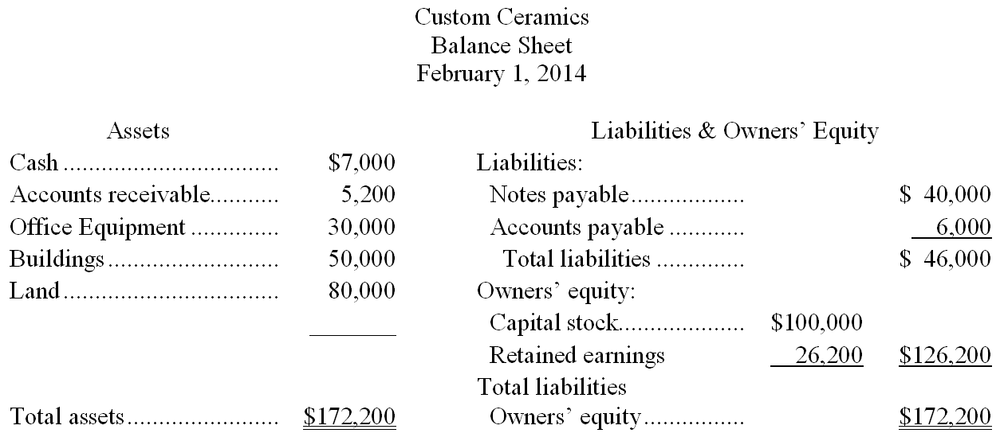 Custom Ceramics
Balance Sheet
February 1, 2014
Assets Liabilities & Owners’ Equity
Cash .................................. $7,000 Liabilities:
Accounts receivable........... 5,200 Notes payable.................. $ 40,000
Office Equipment .............. 30,000 Accounts payable ............ 6,000
Buildings ........................... 50,000 Total liabilities .............. $ 46,000
Land .................................. 80,000 Owners’ equity:
Capital stock.................... $100,000
Retained earnings 26,200 $126,200
Total liabilities
Total assets ........................ $172,200 Owners’ equity................ $172,200